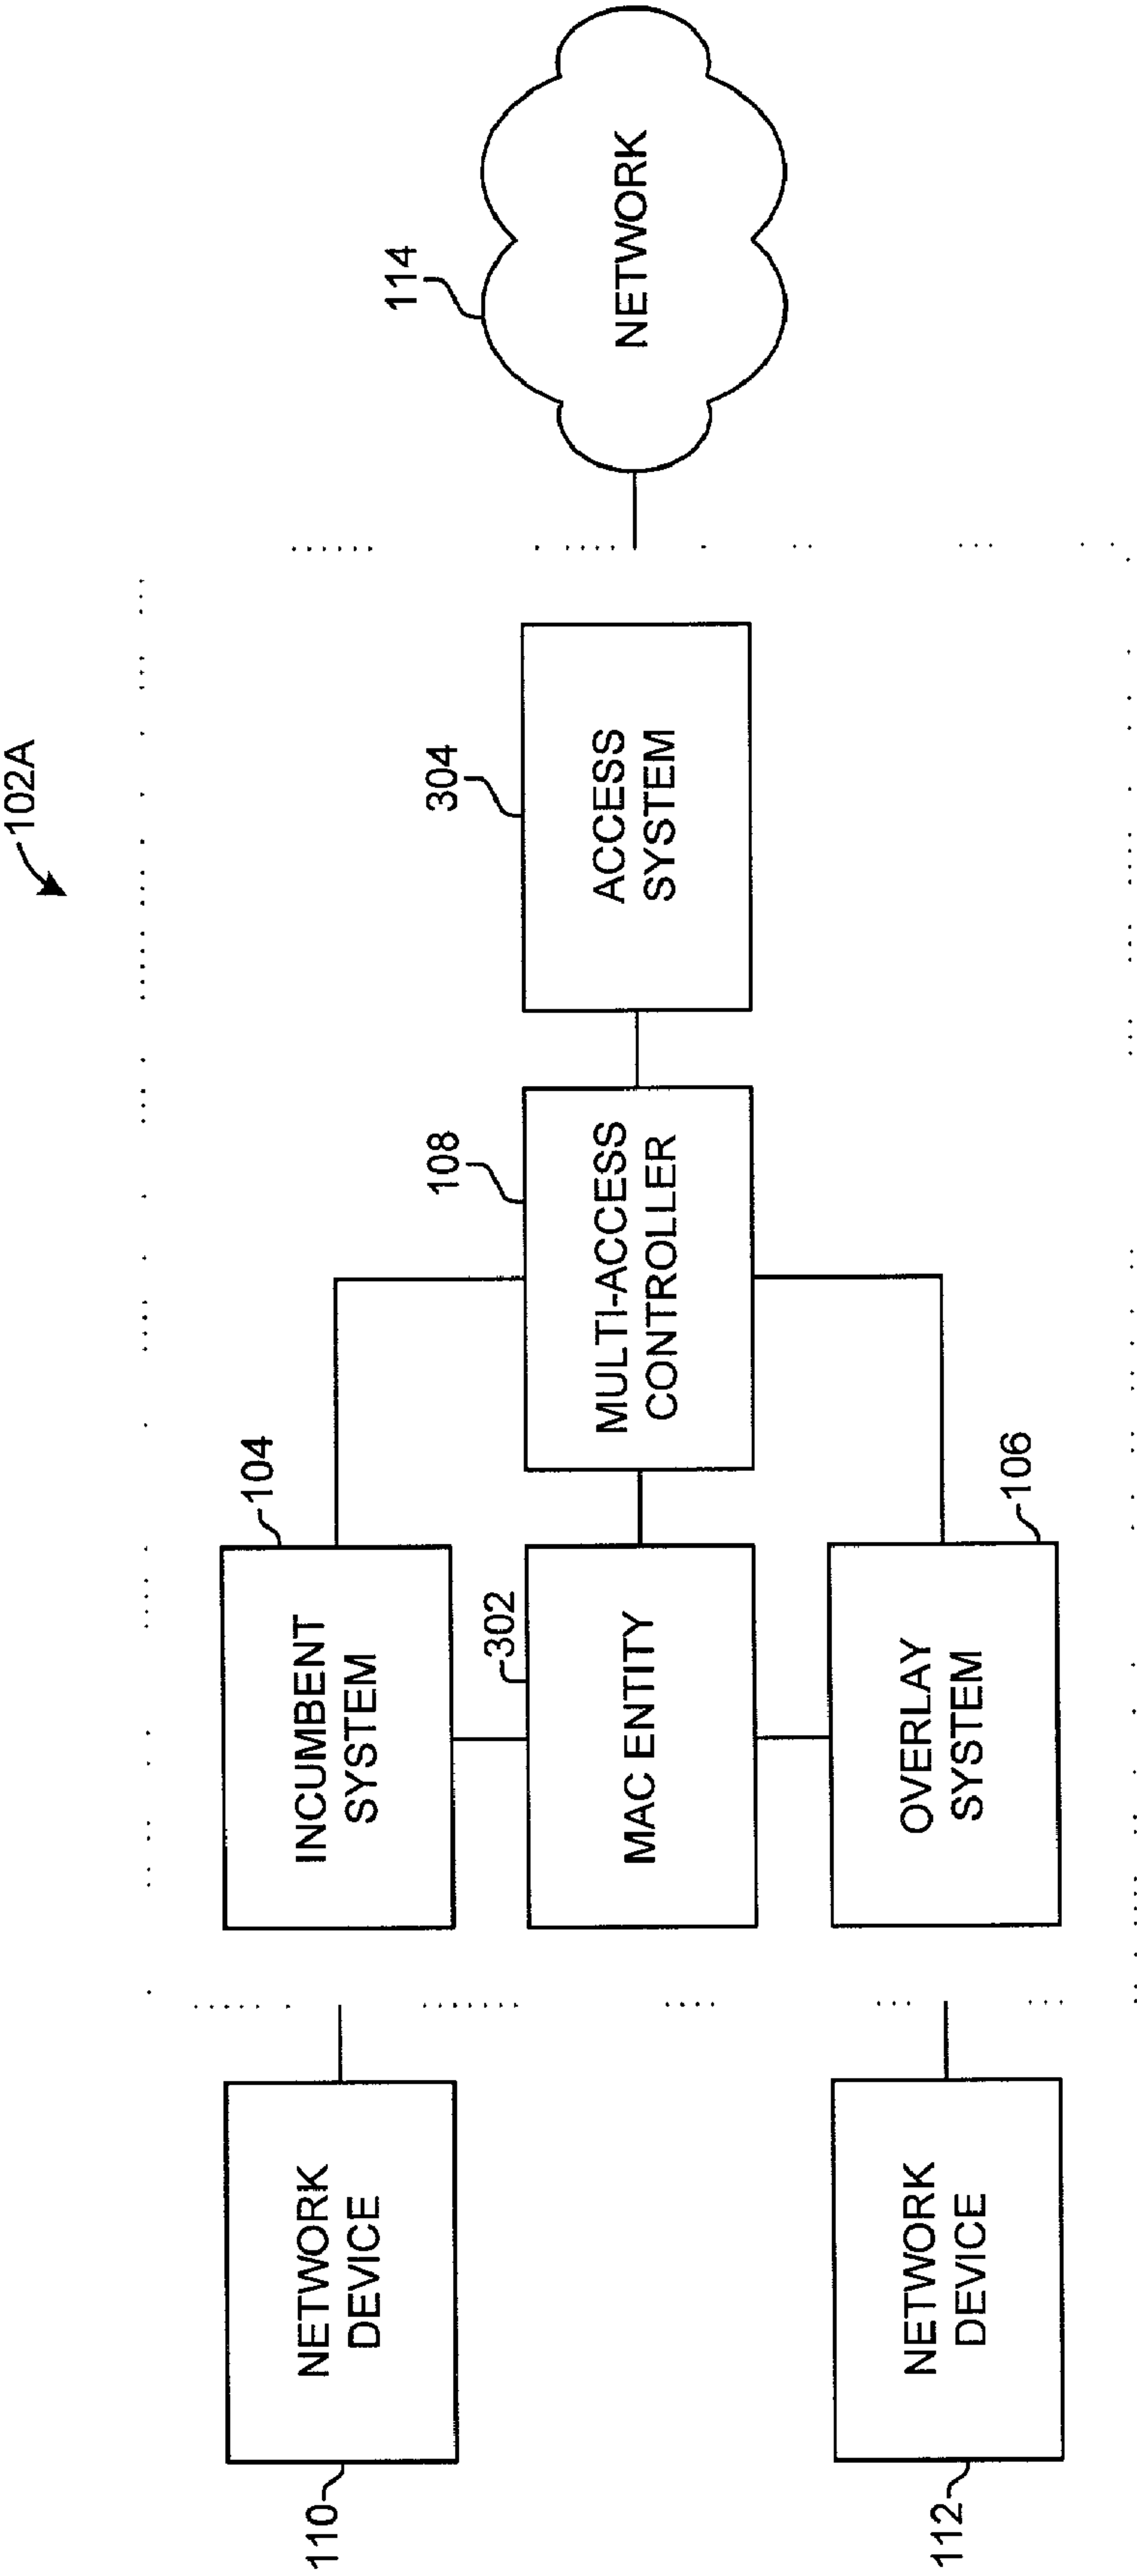 102A
110
NETWORK
DEVICE
104
INCUMBENT
SYSTEM
302
MAC ENTITY
108
MULTI-ACCESS
CONTROLLER
304
ACCESS
SYSTEM
114
NETWORK
112
NETWORK
DEVICE
106
OVERLAY
SYSTEM